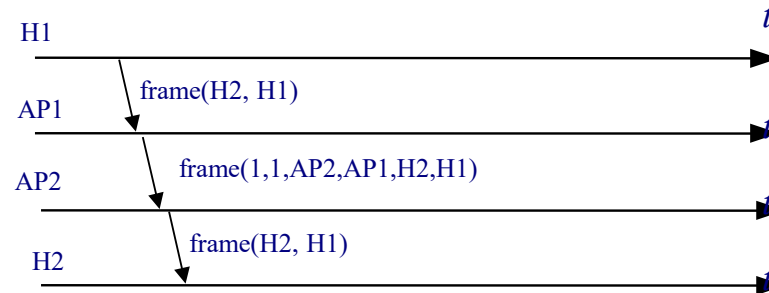 t
H1
frame(H2, H1)
AP1
t
frame(1,1,AP2,AP1,H2,H1)
AP2
t
frame(H2, H1)
H2
t